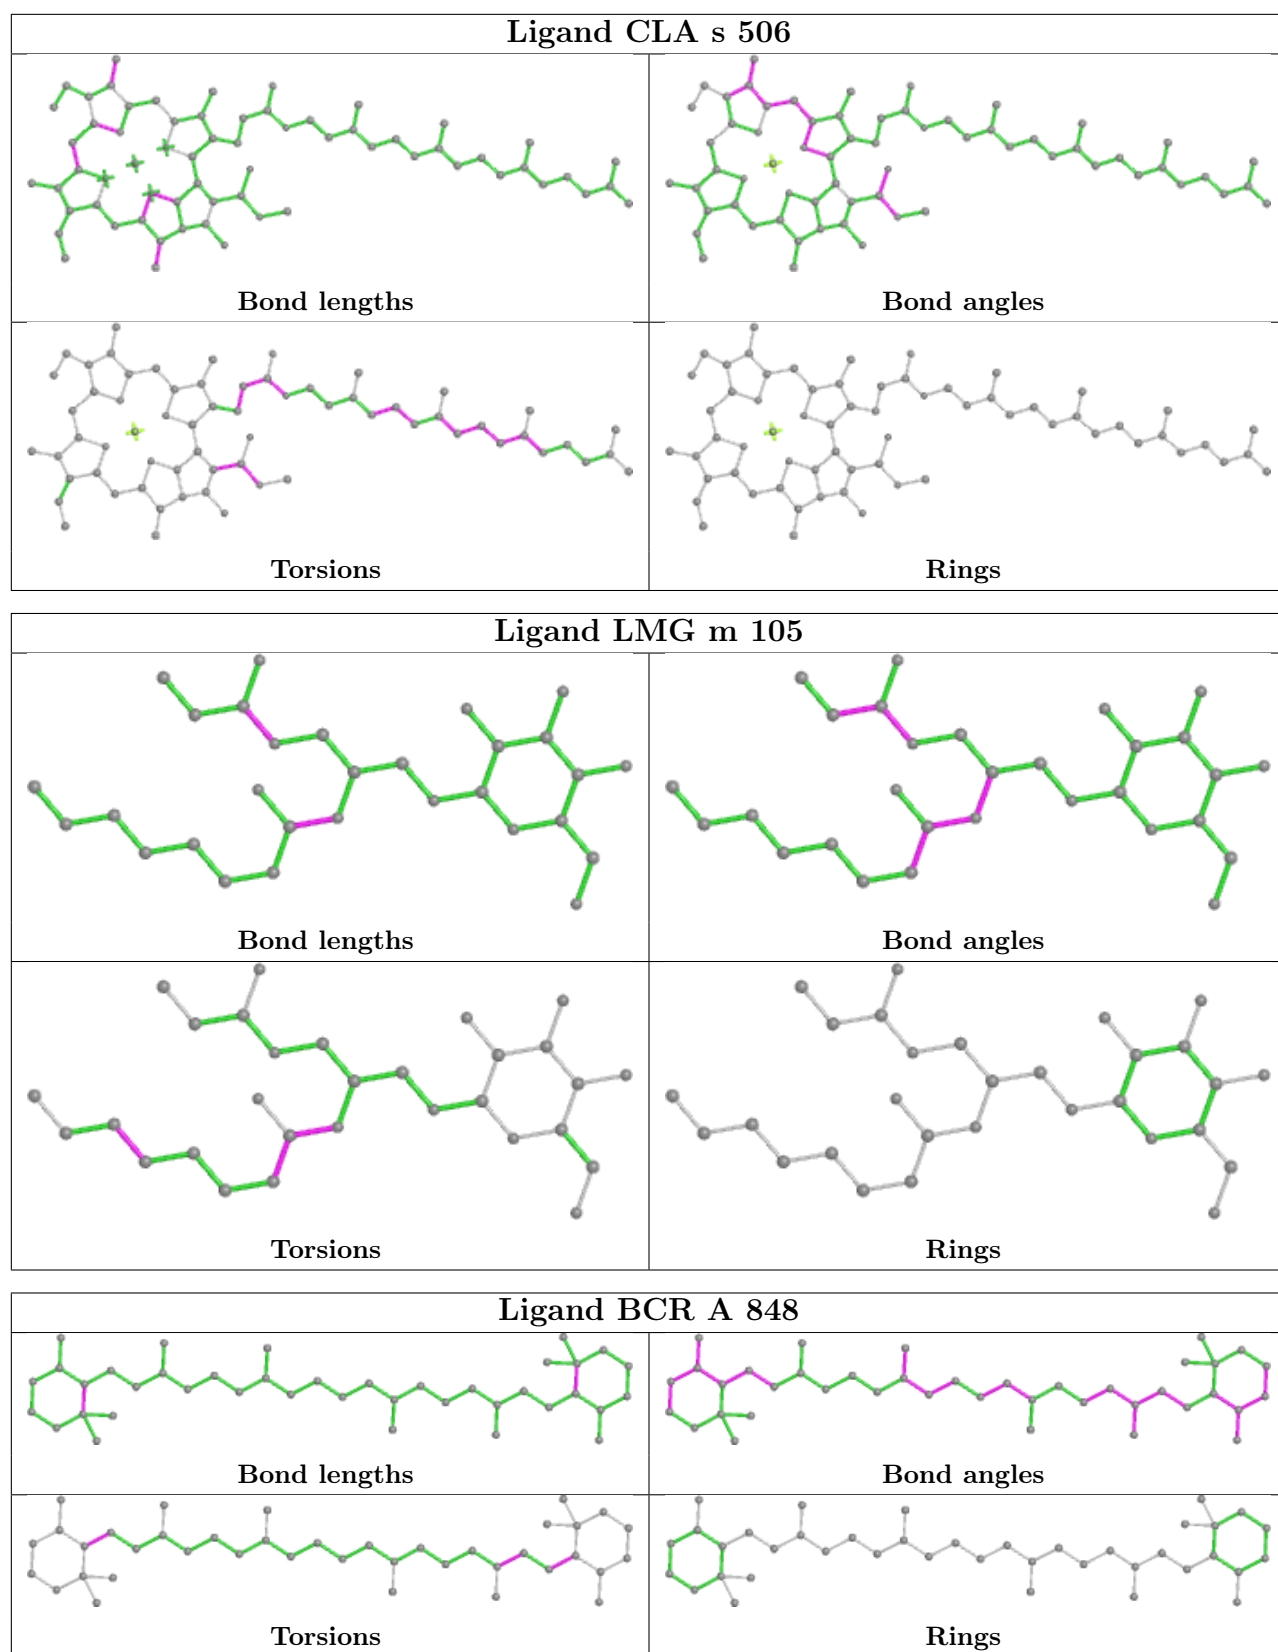 Ligand CLA s 506
Bond lengths
Bond angles
Torsions
Rings
Ligand LMG m 105
Bond lengths
Bond angles
Torsions
Rings
Ligand BCR A 848
Bond lengths
Bond angles
Torsions
Rings